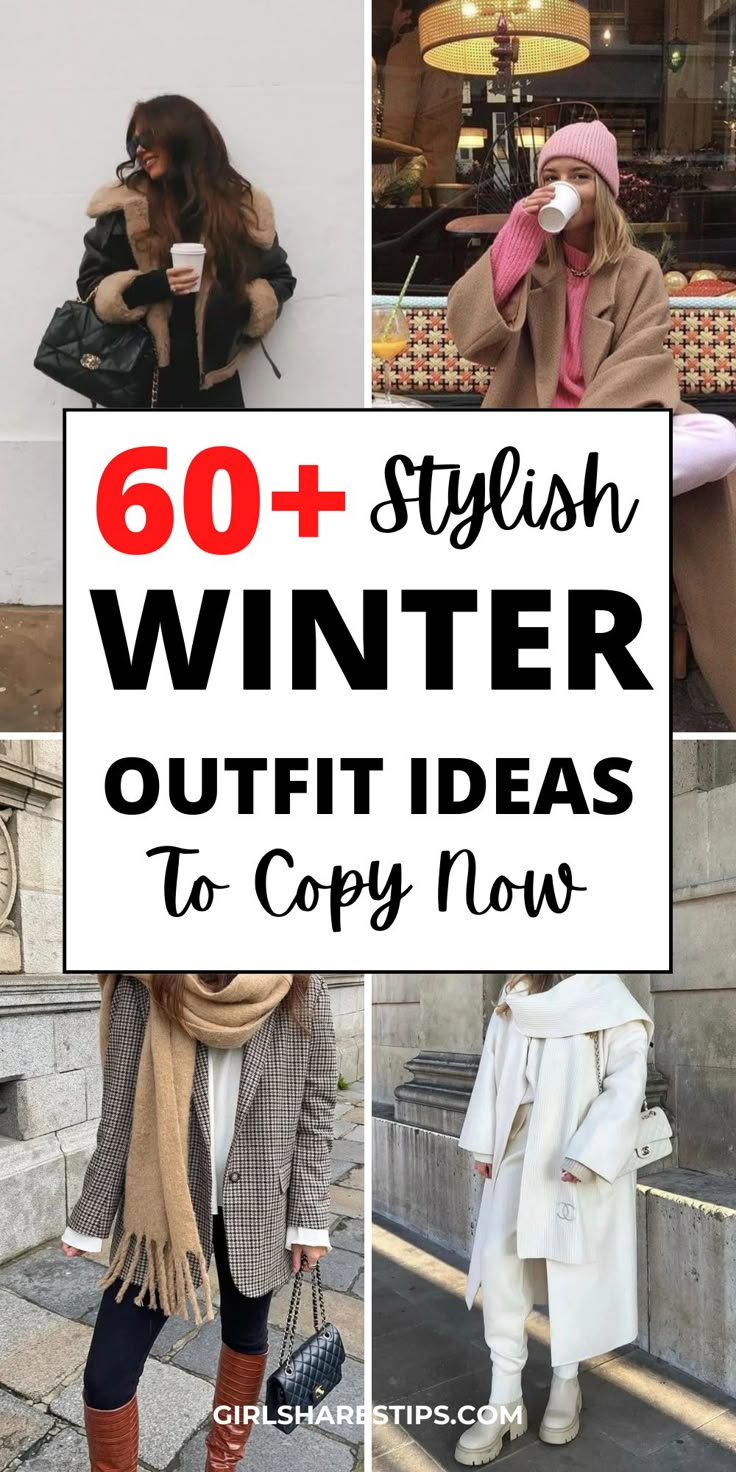 60+ Stylish
WINTER
OUTFIT IDEAS
To Copy Now
GIRLSHARESTIPS.COM